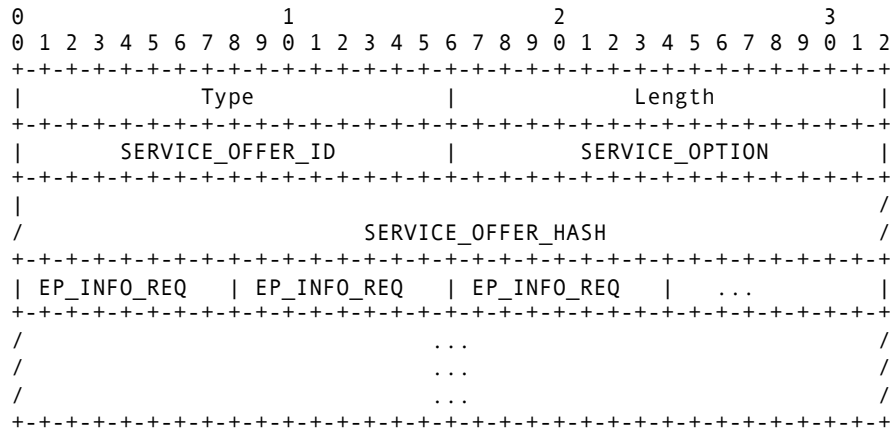 0                   1                   2                   3
0 1 2 3 4 5 6 7 8 9 0 1 2 3 4 5 6 7 8 9 0 1 2 3 4 5 6 7 8 9 0 1 2
+-+-+-+-+-+-+-+-+-+-+-+-+-+-+-+-+-+-+-+-+-+-+-+-+-+-+-+-+-+-+-+-+
|             Type              |             Length            |
+-+-+-+-+-+-+-+-+-+-+-+-+-+-+-+-+-+-+-+-+-+-+-+-+-+-+-+-+-+-+-+-+
|       SERVICE_OFFER_ID        |         SERVICE_OPTION        |
+-+-+-+-+-+-+-+-+-+-+-+-+-+-+-+-+-+-+-+-+-+-+-+-+-+-+-+-+-+-+-+-+
|                                                               /
/                         SERVICE_OFFER_HASH                    /
+-+-+-+-+-+-+-+-+-+-+-+-+-+-+-+-+-+-+-+-+-+-+-+-+-+-+-+-+-+-+-+-+
| EP_INFO_REQ   | EP_INFO_REQ   | EP_INFO_REQ   |   ...         |
+-+-+-+-+-+-+-+-+-+-+-+-+-+-+-+-+-+-+-+-+-+-+-+-+-+-+-+-+-+-+-+-+
/                              ...                              /
/                              ...                              /
/                              ...                              /
+-+-+-+-+-+-+-+-+-+-+-+-+-+-+-+-+-+-+-+-+-+-+-+-+-+-+-+-+-+-+-+-+